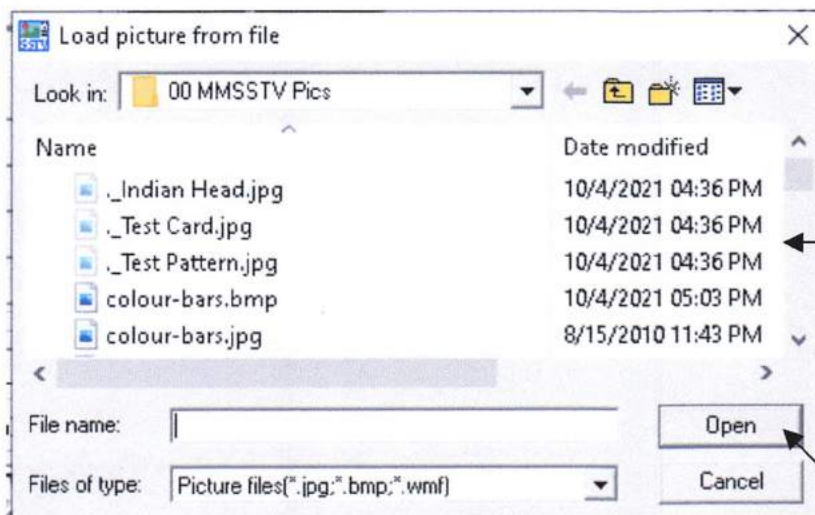 SSTV
Load picture from file
Look in: 00 MMSSTV Pics
Name Date modified
._Indian Head.jpg 10/4/2021 04:36 PM
._Test Card.jpg 10/4/2021 04:36 PM
._Test Pattern.jpg 10/4/2021 04:36 PM
colour-bars.bmp 10/4/2021 05:03 PM
colour-bars.jpg 8/15/2010 11:43 PM
File name: Open
Files of type: Picture files(*.jpg;*.bmp;*.wmf) Cancel